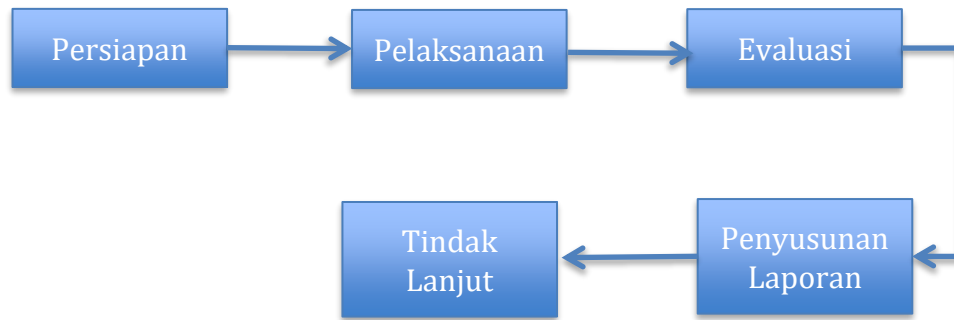 Persiapan
Pelaksanaan
Evaluasi
Penyusunan
Laporan
Tindak
Lanjut